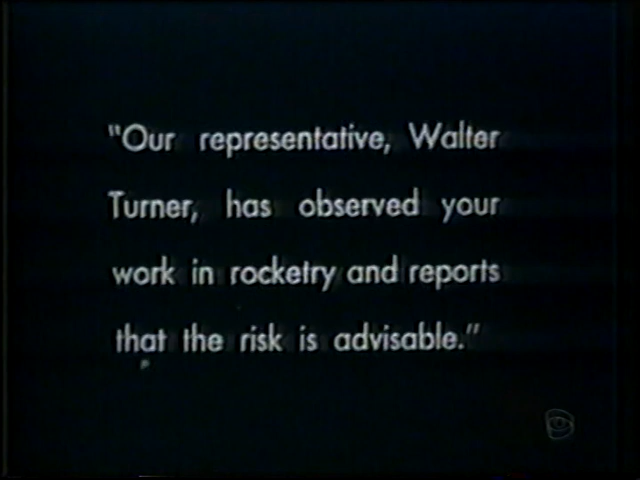 "Our representative, Walter
Turner, has observed your
work in rocketry and reports
that the risk is advisable."